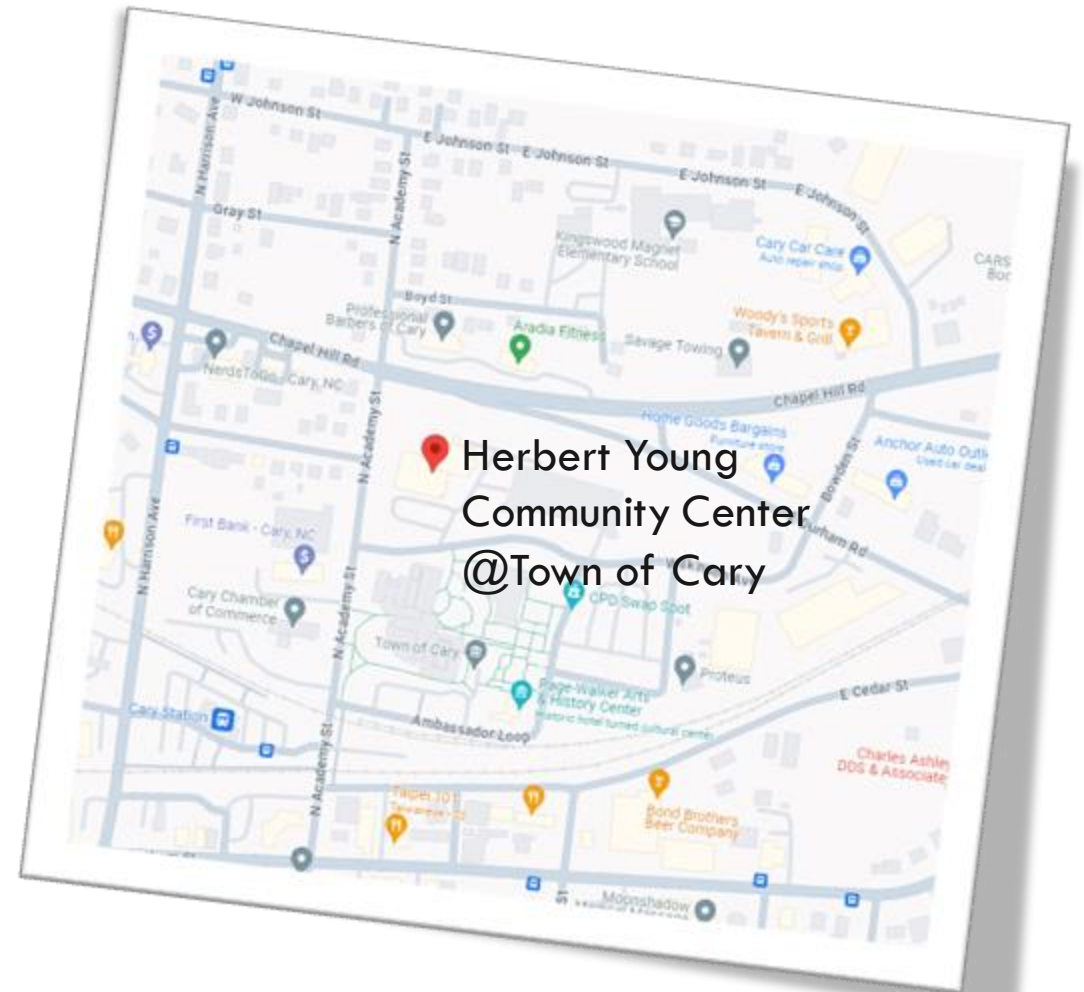 W Johnson St
E Johnson St
E Johnson St
E Johnson St
E Johnson St
N Harrison Ave
N Academy St
Gray St
Kingswood Magnet
Elementary School
Cary Car Care
Auto repair shop
CARS
Boyd St
Professional
Barbers of Cary
Aradia Fitness
Savage Towing
Woody's Sports
Tavern & Grill
Chapel Hill Rd
NerdsToGo - Cary, NC
Chapel Hill Rd
N Academy St
Home Goods Bargains
Furniture store
Anchor Auto
Used car
Bowden St
Herbert Young
Community Center
@Town of Cary
Durham Rd
First Bank - Cary, NC
N Harrison Ave
Cary Chamber
of Commerce
N Academy St
CPD Swap Spot
Town of Cary
Proteus
Page-Walker Arts
& History Center
Historic hotel turned cultural center
E Cedar St
Cary Station
Ambassador Loop
N Academy St
Charles Ashley
DDS & Associate
Taipei 101
Bond Brothers
Beer Company
St
Moonshadow